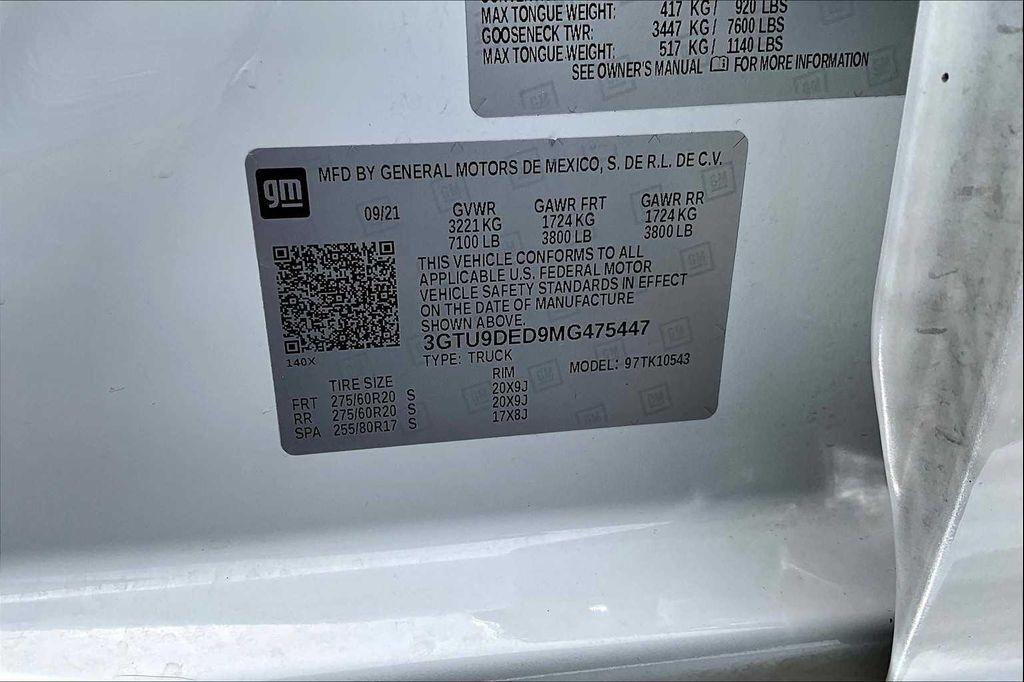 MAX TONGUE WEIGHT: 417 KG/ 920 LBS
GOOSENECK TWR: 3447 KG/ 7600 LBS
MAX TONGUE WEIGHT: 517 KG/ 1140 LBS
SEE OWNER'S MANUAL FOR MORE INFORMATION
gm
MFD BY GENERAL MOTORS DE MEXICO, S. DE R.L. DE C.V.
09/21 GVWR GAWR FRT GAWR RR
3221 KG 1724 KG 1724 KG
7100 LB 3800 LB 3800 LB
THIS VEHICLE CONFORMS TO ALL
APPLICABLE U.S. FEDERAL MOTOR
VEHICLE SAFETY STANDARDS IN EFFECT
ON THE DATE OF MANUFACTURE
SHOWN ABOVE.
3GTU9DED9MG475447
140X
TYPE: TRUCK MODEL: 97TK10543
TIRE SIZE RIM
FRT 275/60R20 S 20X9J
RR 275/60R20 S 20X9J
SPA 255/80R17 S 17X8J